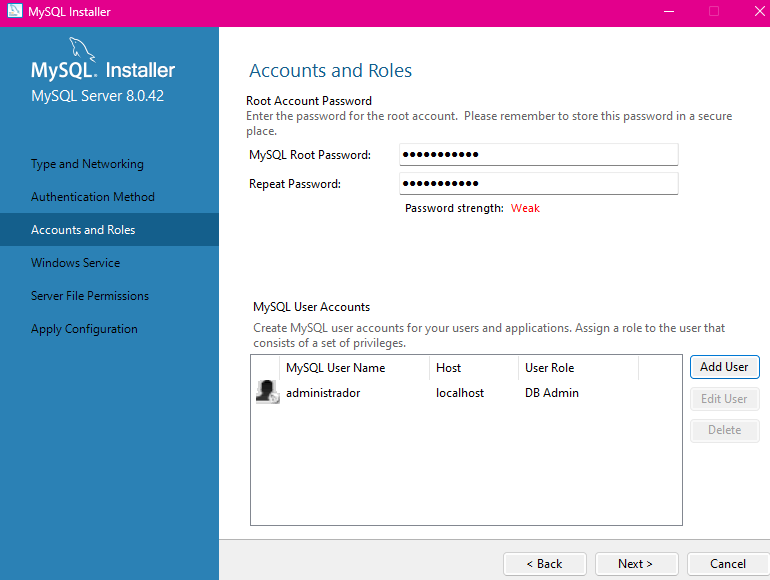 MySQL Installer
MySQL. Installer
MySQL Server 8.0.42
Type and Networking
Authentication Method
Accounts and Roles
Windows Service
Server File Permissions
Apply Configuration
Accounts and Roles
Root Account Password
Enter the password for the root account.  Please remember to store this password in a secure
place.
MySQL Root Password: ●●●●●●●●●●●
Repeat Password: ●●●●●●●●●●●
Password strength: Weak
MySQL User Accounts
Create MySQL user accounts for your users and applications. Assign a role to the user that
consists of a set of privileges.
MySQL User Name Host User Role
administrador localhost DB Admin
Add User
Edit User
Delete
< Back Next > Cancel